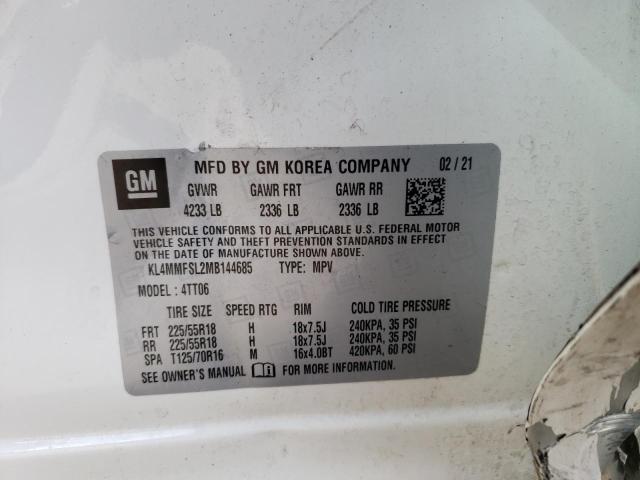 GM MFD BY GM KOREA COMPANY 02 / 21
GVWR GAWR FRT GAWR RR
4233 LB 2336 LB 2336 LB
THIS VEHICLE CONFORMS TO ALL APPLICABLE U.S. FEDERAL MOTOR
VEHICLE SAFETY AND THEFT PREVENTION STANDARDS IN EFFECT
ON THE DATE OF MANUFACTURE SHOWN ABOVE.
KL4MMFSL2MB144685 TYPE: MPV
MODEL : 4TT06
TIRE SIZE SPEED RTG RIM COLD TIRE PRESSURE
FRT 225/55R18 H 18x7.5J 240KPA, 35 PSI
RR 225/55R18 H 18x7.5J 240KPA, 35 PSI
SPA T125/70R16 M 16x4.0BT 420KPA, 60 PSI
SEE OWNER'S MANUAL FOR MORE INFORMATION.